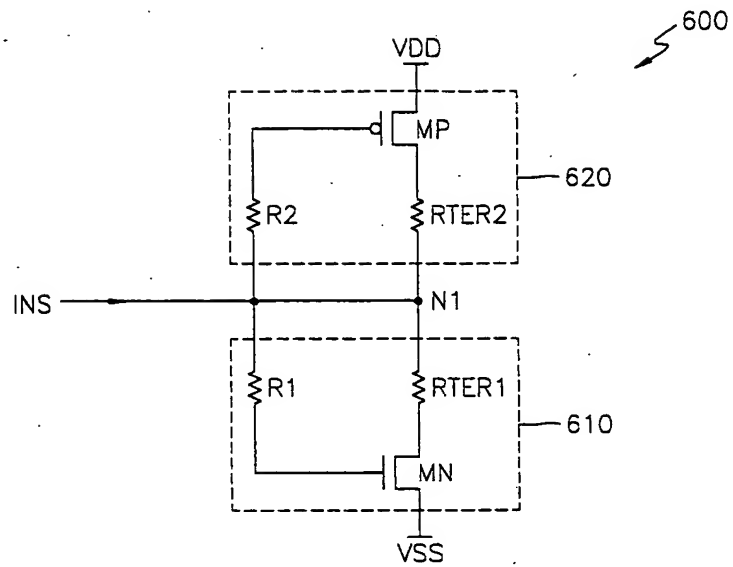 600
VDD
MP
620
R2
RTER2
INS
N1
R1
RTER1
610
MN
VSS